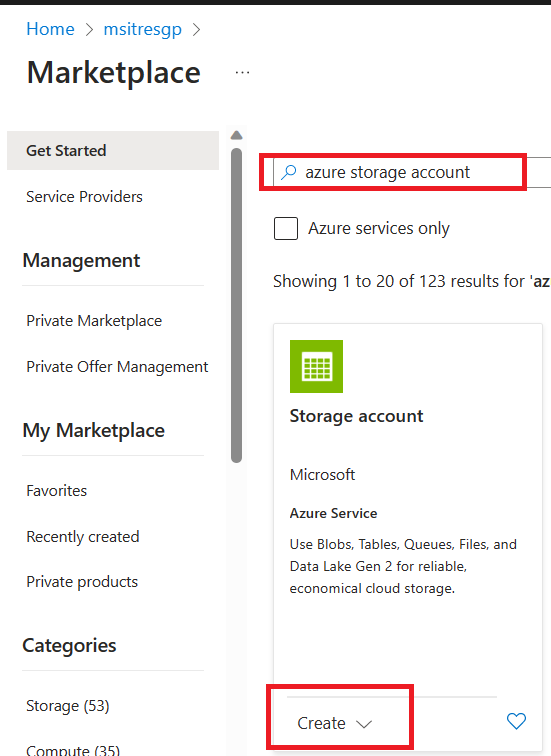 Home > msitresgp >
Marketplace ...
Get Started
Service Providers
Management
Private Marketplace
Private Offer Management
My Marketplace
Favorites
Recently created
Private products
Categories
Storage (53)
Compute (35)
azure storage account
Azure services only
Showing 1 to 20 of 123 results for 'az
Storage account
Microsoft
Azure Service
Use Blobs, Tables, Queues, Files, and
Data Lake Gen 2 for reliable,
economical cloud storage.
Create